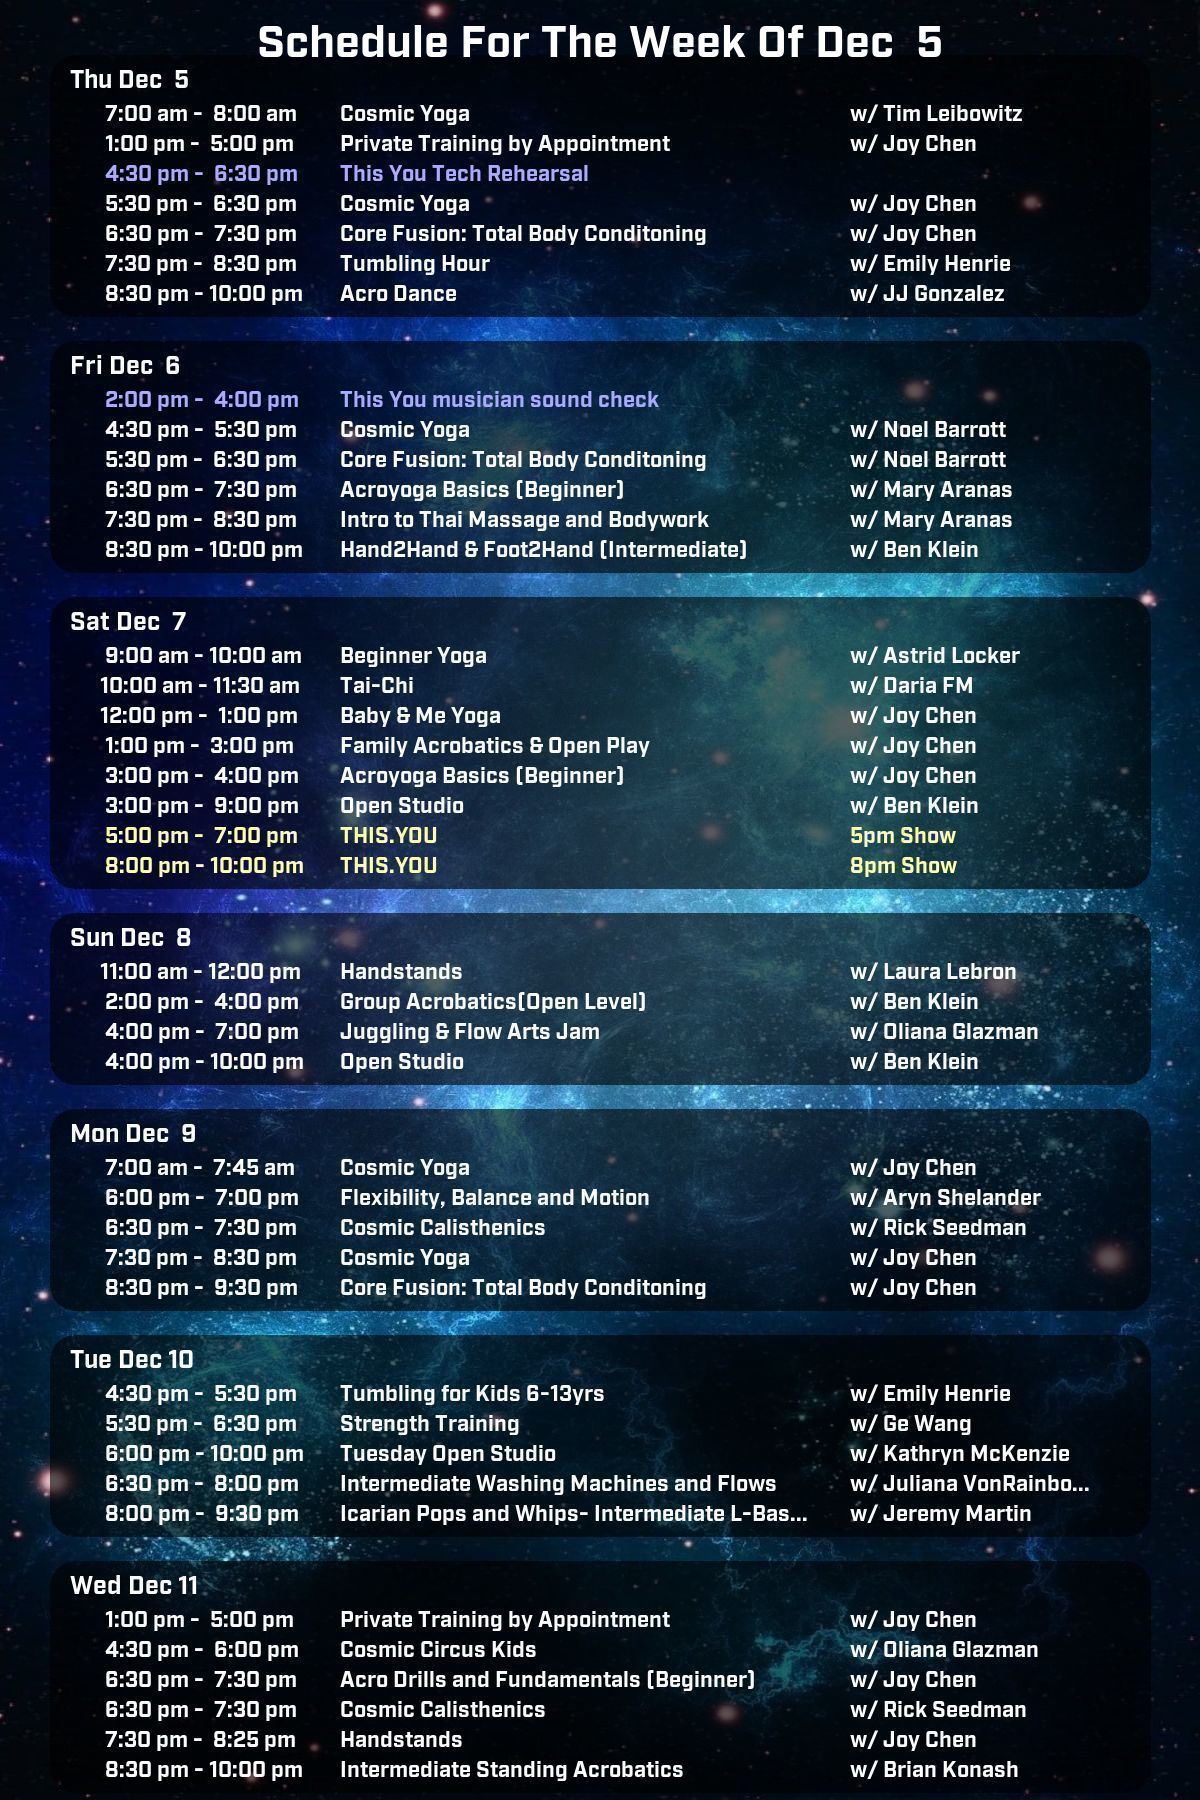 Schedule For The Week Of Dec 5
Thu Dec 5
7:00 am - 8:00 am Cosmic Yoga w/ Tim Leibowitz
1:00 pm - 5:00 pm Private Training by Appointment w/ Joy Chen
4:30 pm - 6:30 pm This You Tech Rehearsal
5:30 pm - 6:30 pm Cosmic Yoga w/ Joy Chen
6:30 pm - 7:30 pm Core Fusion: Total Body Conditoning w/ Joy Chen
7:30 pm - 8:30 pm Tumbling Hour w/ Emily Henrie
8:30 pm - 10:00 pm Acro Dance w/ JJ Gonzalez
Fri Dec 6
2:00 pm - 4:00 pm This You musician sound check
4:30 pm - 5:30 pm Cosmic Yoga w/ Noel Barrott
5:30 pm - 6:30 pm Core Fusion: Total Body Conditoning w/ Noel Barrott
6:30 pm - 7:30 pm Acroyoga Basics (Beginner) w/ Mary Aranas
7:30 pm - 8:30 pm Intro to Thai Massage and Bodywork w/ Mary Aranas
8:30 pm - 10:00 pm Hand2Hand & Foot2Hand (Intermediate) w/ Ben Klein
Sat Dec 7
9:00 am - 10:00 am Beginner Yoga w/ Astrid Locker
10:00 am - 11:30 am Tai-Chi w/ Daria FM
12:00 pm - 1:00 pm Baby & Me Yoga w/ Joy Chen
1:00 pm - 3:00 pm Family Acrobatics & Open Play w/ Joy Chen
3:00 pm - 4:00 pm Acroyoga Basics (Beginner) w/ Joy Chen
3:00 pm - 9:00 pm Open Studio w/ Ben Klein
5:00 pm - 7:00 pm THIS.YOU 5pm Show
8:00 pm - 10:00 pm THIS.YOU 8pm Show
Sun Dec 8
11:00 am - 12:00 pm Handstands w/ Laura Lebron
2:00 pm - 4:00 pm Group Acrobatics(Open Level) w/ Ben Klein
4:00 pm - 7:00 pm Juggling & Flow Arts Jam w/ Oliana Glazman
4:00 pm - 10:00 pm Open Studio w/ Ben Klein
Mon Dec 9
7:00 am - 7:45 am Cosmic Yoga w/ Joy Chen
6:00 pm - 7:00 pm Flexibility, Balance and Motion w/ Aryn Shelander
6:30 pm - 7:30 pm Cosmic Calisthenics w/ Rick Seedman
7:30 pm - 8:30 pm Cosmic Yoga w/ Joy Chen
8:30 pm - 9:30 pm Core Fusion: Total Body Conditoning w/ Joy Chen
Tue Dec 10
4:30 pm - 5:30 pm Tumbling for Kids 6-13yrs w/ Emily Henrie
5:30 pm - 6:30 pm Strength Training w/ Ge Wang
6:00 pm - 10:00 pm Tuesday Open Studio w/ Kathryn McKenzie
6:30 pm - 8:00 pm Intermediate Washing Machines and Flows w/ Juliana VonRainbo...
8:00 pm - 9:30 pm Icarian Pops and Whips- Intermediate L-Bas... w/ Jeremy Martin
Wed Dec 11
1:00 pm - 5:00 pm Private Training by Appointment w/ Joy Chen
4:30 pm - 6:00 pm Cosmic Circus Kids w/ Oliana Glazman
6:30 pm - 7:30 pm Acro Drills and Fundamentals (Beginner) w/ Joy Chen
6:30 pm - 7:30 pm Cosmic Calisthenics w/ Rick Seedman
7:30 pm - 8:25 pm Handstands w/ Joy Chen
8:30 pm - 10:00 pm Intermediate Standing Acrobatics w/ Brian Konash